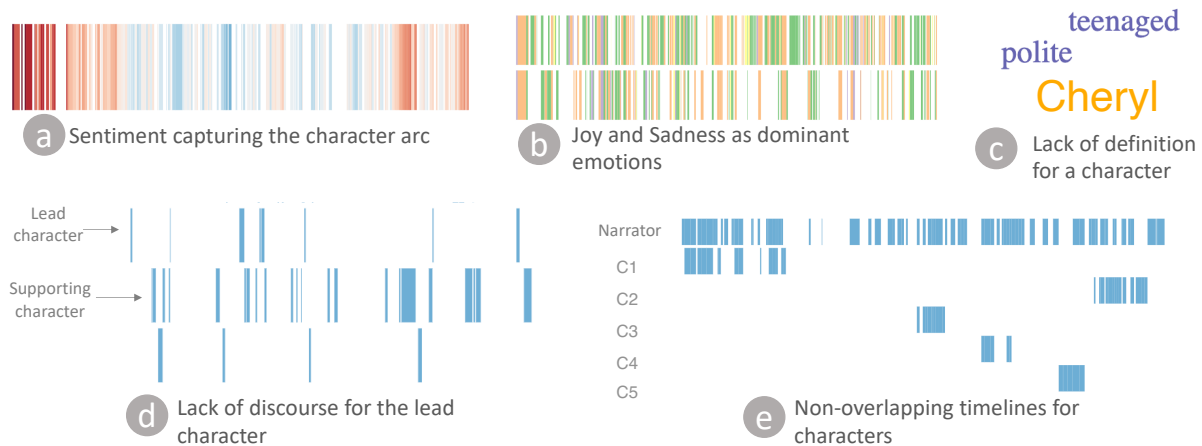 teenaged
polite
Cheryl
a Sentiment capturing the character arc
b Joy and Sadness as dominant
emotions
c Lack of definition
for a character
Lead
character
Supporting
character
d Lack of discourse for the lead
character
Narrator
C1
C2
C3
C4
C5
e Non-overlapping timelines for
characters